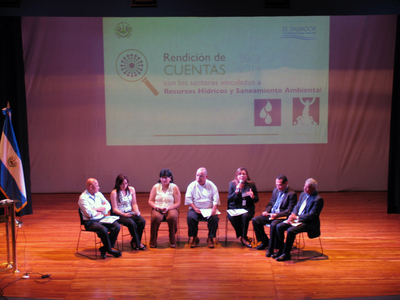 Rendición de
CUENTAS
con los sectores vinculados a
Recursos Hídricos y Saneamiento Ambiental